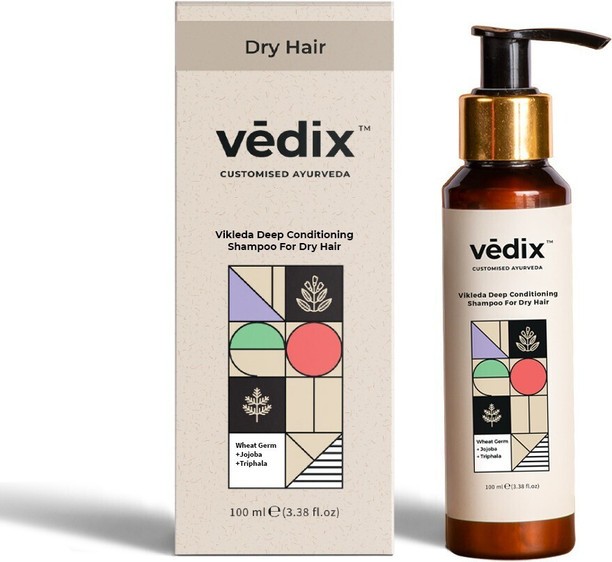 Dry Hair
vēdix™
CUSTOMISED AYURVEDA
Vikleda Deep Conditioning
Shampoo For Dry Hair
Wheat Germ
+Jojoba
+Triphala
100 ml ℮ (3.38 fl.oz)
vēdix™
CUSTOMISED AYURVEDA
Vikleda Deep Conditioning
Shampoo For Dry Hair
Wheat Germ
+Jojoba
+Triphala
100 ml ℮ (3.38 fl.oz)